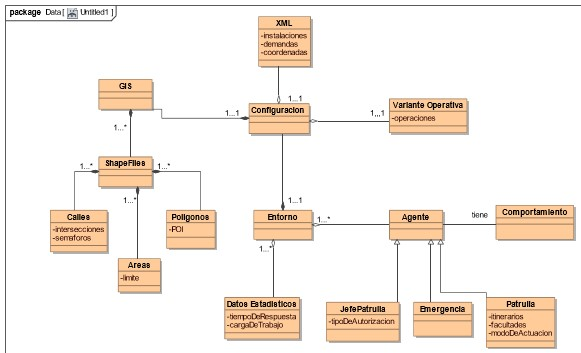 package Data[ Untitled1 ]
XML
-instalaciones
-demandas
-coordenadas
GIS
1...1
1...1
Configuracion
1...1
Variante Operativa
-operaciones
1...*
ShapeFiles
1...*
1...*
1...*
Calles
-intersecciones
-semaforos
Poligonos
-POI
Areas
-limite
1...1
Entorno
1...*
1...*
Agente
tiene
Comportamiento
Datos Estadisticos
-tiempoDeRespuesta
-cargaDeTrabajo
JefePatrulla
-tipoDeAutorizacion
Emergencia
Patrulla
-itinerarios
-facultades
-modoDeActuacion